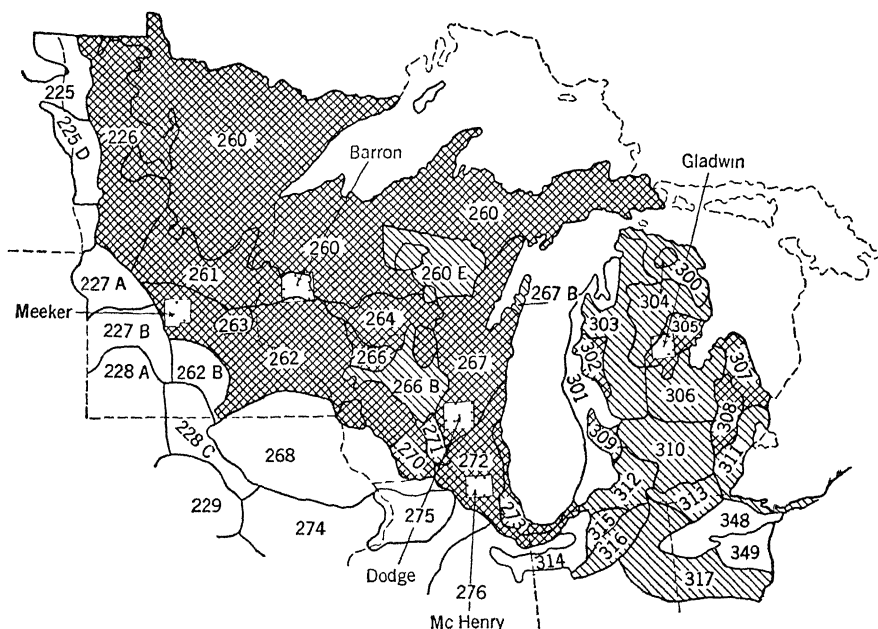 225
225 D
226
260
Barron
Gladwin
260
260
260 E
261
227 A
Meeker
227 B
263
264
262
266
267
266 B
228 A
262 B
228 C
267 B
300
304
303
305
302
301
306
307
308
309
310
311
268
270
271
272
312
313
229
274
275
273
315
316
314
317
348
349
Dodge
276
Mc Henry